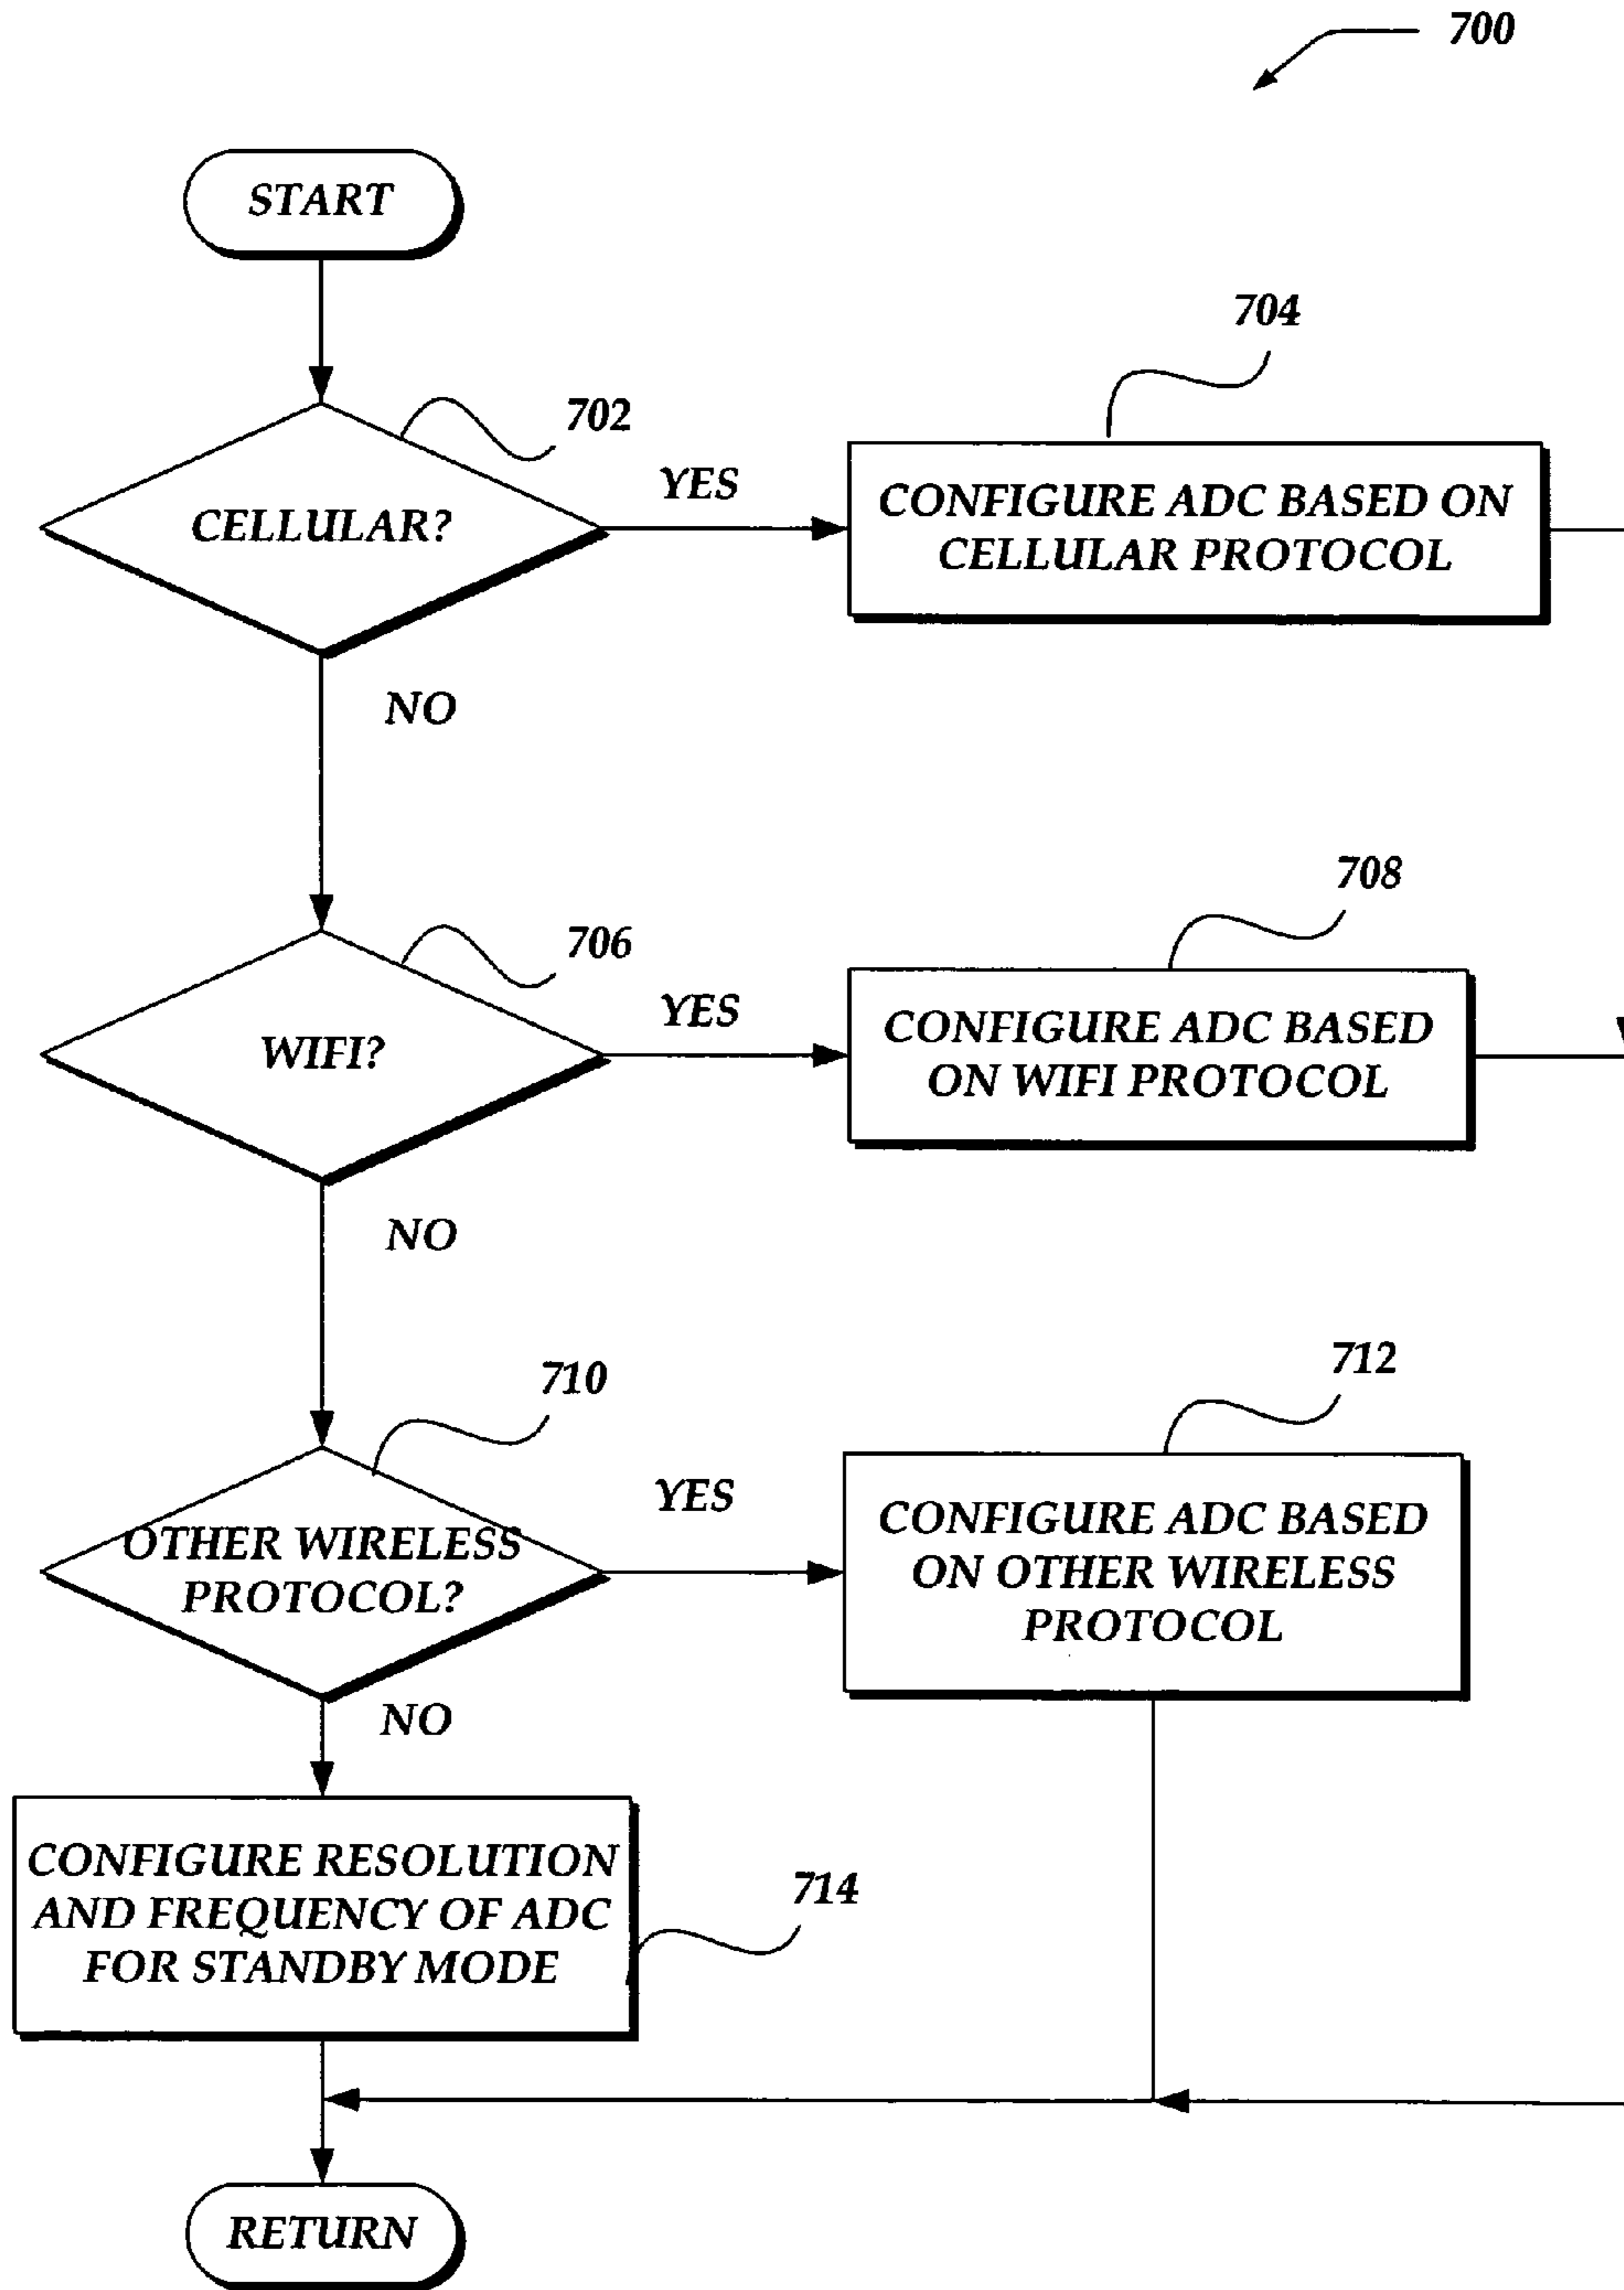 700
START
704
702
YES
CELLULAR?
CONFIGURE ADC BASED ON
CELLULAR PROTOCOL
NO
708
706
YES
WIFI?
CONFIGURE ADC BASED
ON WIFI PROTOCOL
NO
712
710
YES
OTHER WIRELESS
PROTOCOL?
CONFIGURE ADC BASED
ON OTHER WIRELESS
PROTOCOL
NO
CONFIGURE RESOLUTION
AND FREQUENCY OF ADC
FOR STANDBY MODE
714
RETURN